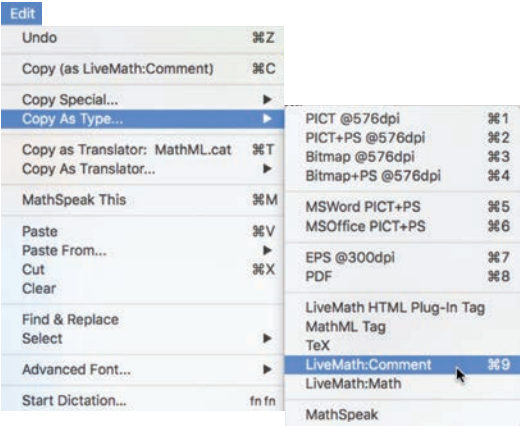 Edit
Undo ⌘Z
Copy (as LiveMath:Comment) ⌘C
Copy Special... ▶
Copy As Type... ▶
Copy as Translator: MathML.cat ⌘T
Copy As Translator... ▶
MathSpeak This ⌘M
Paste ⌘V
Paste From... ▶
Cut ⌘X
Clear
Find & Replace
Select ▶
Advanced Font... ▶
Start Dictation... fn fn
PICT @576dpi ⌘1
PICT+PS @576dpi ⌘2
Bitmap @576dpi ⌘3
Bitmap+PS @576dpi ⌘4
MSWord PICT+PS ⌘5
MSOffice PICT+PS ⌘6
EPS @300dpi ⌘7
PDF ⌘8
LiveMath HTML Plug-In Tag
MathML Tag
TeX
LiveMath:Comment ⌘9
LiveMath:Math
MathSpeak